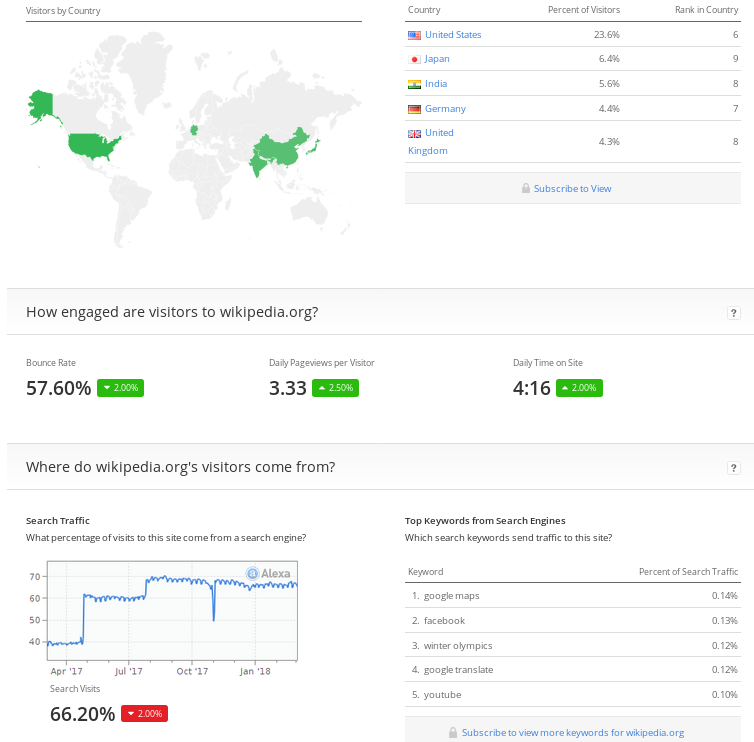 Visitors by Country
Country Percent of Visitors Rank in Country
United States 23.6% 6
Japan 6.4% 9
India 5.6% 8
Germany 4.4% 7
United
Kingdom 4.3% 8
Subscribe to View
How engaged are visitors to wikipedia.org?
?
Bounce Rate
57.60% 2.00%
Daily Pageviews per Visitor
3.33 2.50%
Daily Time on Site
4:16 2.00%
Where do wikipedia.org's visitors come from?
?
Search Traffic
What percentage of visits to this site come from a search engine?
a Alexa
70
60
50
40
Apr '17 Jul '17 Oct '17 Jan '18
Search Visits
66.20% 2.00%
Top Keywords from Search Engines
Which search keywords send traffic to this site?
Keyword Percent of Search Traffic
1. google maps 0.14%
2. facebook 0.13%
3. winter olympics 0.12%
4. google translate 0.12%
5. youtube 0.10%
Subscribe to view more keywords for wikipedia.org